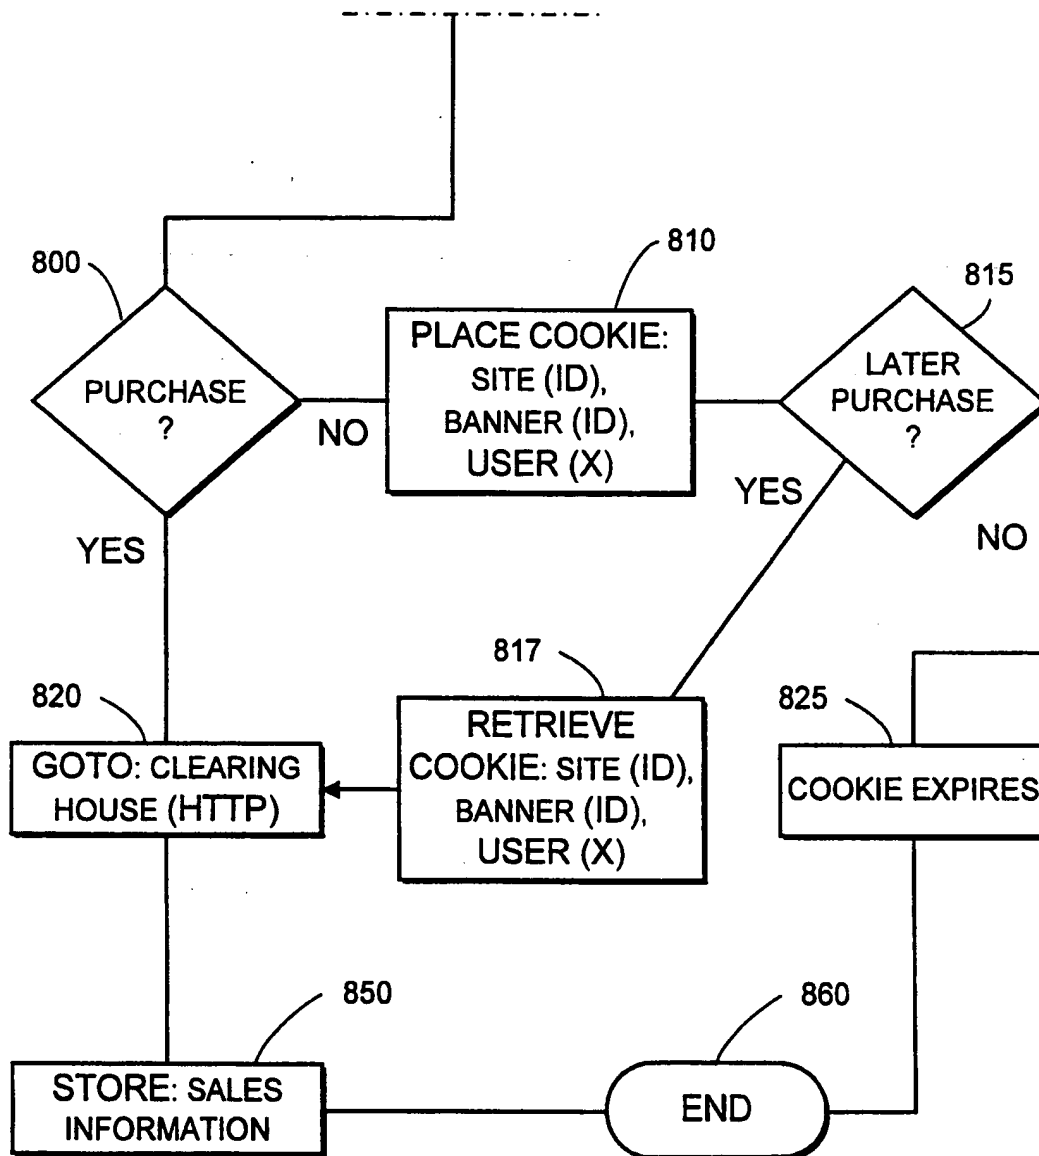 810
800
815
PLACE COOKIE:
SITE (ID),
BANNER (ID),
USER (X)
LATER
PURCHASE
?
PURCHASE
?
NO
YES
YES
NO
817
820
825
RETRIEVE
COOKIE: SITE (ID),
BANNER (ID),
USER (X)
GOTO: CLEARING
HOUSE (HTTP)
COOKIE EXPIRES
850
860
STORE: SALES
INFORMATION
END